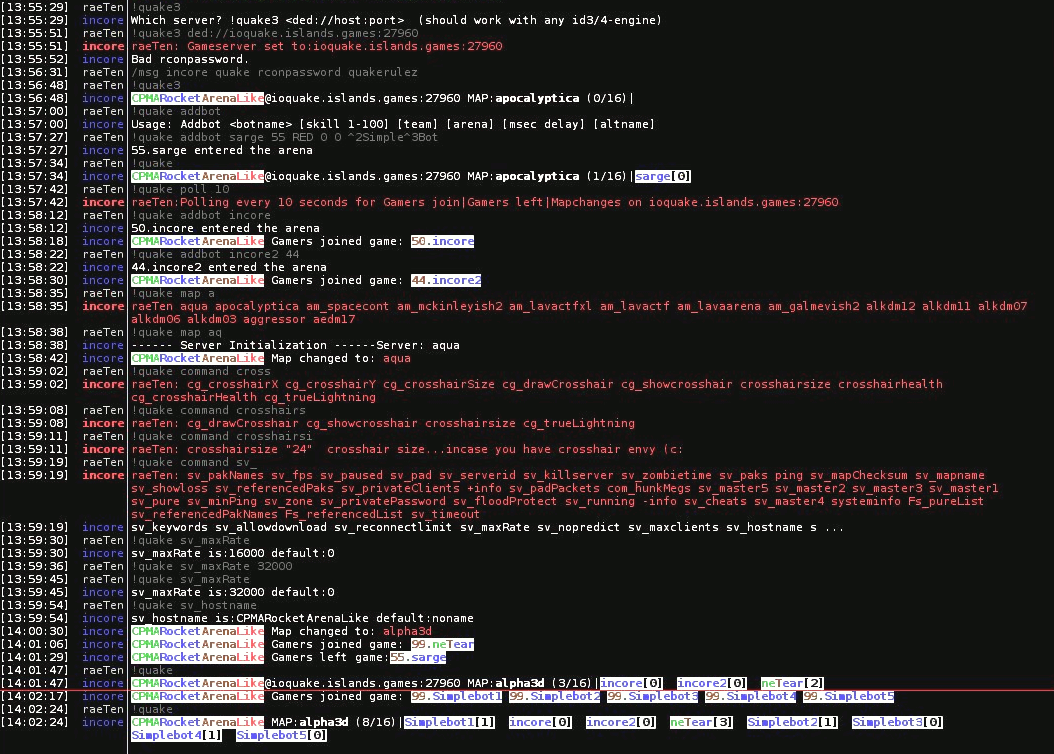 [13:55:29] raeTen !quake3
[13:55:29] incore Which server? !quake3 <ded://host:port>  (should work with any id3/4-engine)
[13:55:51] raeTen !quake3 ded://ioquake.islands.games:27960
[13:55:51] incore raeTen: Gameserver set to:ioquake.islands.games:27960
[13:55:52] incore Bad rconpassword.
[13:56:31] raeTen /msg incore quake rconpassword quakerulez
[13:56:48] raeTen !quake3
[13:56:48] incore CPMARocketArenaLike@ioquake.islands.games:27960 MAP:apocalyptica (0/16)|
[13:57:00] raeTen !quake addbot
[13:57:00] incore Usage: Addbot <botname> [skill 1-100] [team] [arena] [msec delay] [altname]
[13:57:27] raeTen !quake addbot sarge 55 RED 0 0 ^2Simple^3Bot
[13:57:27] incore 55.sarge entered the arena
[13:57:34] raeTen !quake
[13:57:34] incore CPMARocketArenaLike@ioquake.islands.games:27960 MAP:apocalyptica (1/16)|sarge[0]
[13:57:42] raeTen !quake poll 10
[13:57:42] incore raeTen:Polling every 10 seconds for Gamers join|Gamers left|Mapchanges on ioquake.islands.games:27960
[13:58:12] raeTen !quake addbot incore
[13:58:12] incore 50.incore entered the arena
[13:58:18] incore CPMARocketArenaLike Gamers joined game: 50.incore
[13:58:22] raeTen !quake addbot incore2 44
[13:58:22] incore 44.incore2 entered the arena
[13:58:30] incore CPMARocketArenaLike Gamers joined game: 44.incore2
[13:58:35] raeTen !quake map a
[13:58:35] incore raeTen aqua apocalyptica am_spacecont am_mckinleyish2 am_lavactfxl am_lavactf am_lavaarena am_galmevish2 alkdm12 alkdm11 alkdm07
alkdm06 alkdm03 aggressor aedm17
[13:58:38] raeTen !quake map aq
[13:58:38] incore ------ Server Initialization ------Server: aqua
[13:58:42] incore CPMARocketArenaLike Map changed to: aqua
[13:59:02] raeTen !quake command cross
[13:59:02] incore raeTen: cg_crosshairX cg_crosshairY cg_crosshairSize cg_drawCrosshair cg_showcrosshair crosshairsize crosshairhealth
cg_crosshairHealth cg_trueLightning
[13:59:08] raeTen !quake command crosshairs
[13:59:08] incore raeTen: cg_drawCrosshair cg_showcrosshair crosshairsize cg_trueLightning
[13:59:11] raeTen !quake command crosshairsi
[13:59:11] incore raeTen: crosshairsize "24"  crosshair size...incase you have crosshair envy (c:
[13:59:19] raeTen !quake command sv_
[13:59:19] incore raeTen: sv_pakNames sv_fps sv_paused sv_pad sv_serverid sv_killserver sv_zombietime sv_paks ping sv_mapChecksum sv_mapname
sv_showloss sv_referencedPaks sv_privateClients +info sv_padPackets com_hunkMegs sv_master5 sv_master2 sv_master3 sv_master1
sv_pure sv_minPing sv_zone sv_privatePassword sv_floodProtect sv_running -info sv_cheats sv_master4 systeminfo Fs_pureList
sv_referencedPakNames Fs_referencedList sv_timeout
[13:59:19] incore sv_keywords sv_allowdownload sv_reconnectlimit sv_maxRate sv_nopredict sv_maxclients sv_hostname s ...
[13:59:30] raeTen !quake sv_maxRate
[13:59:30] incore sv_maxRate is:16000 default:0
[13:59:36] raeTen !quake sv_maxRate 32000
[13:59:45] raeTen !quake sv_maxRate
[13:59:45] incore sv_maxRate is:32000 default:0
[13:59:54] raeTen !quake sv_hostname
[13:59:54] incore sv_hostname is:CPMARocketArenaLike default:noname
[14:00:30] incore CPMARocketArenaLike Map changed to: alpha3d
[14:01:06] incore CPMARocketArenaLike Gamers joined game: 99.neTear
[14:01:29] incore CPMARocketArenaLike Gamers left game:55.sarge
[14:01:47] raeTen !quake
[14:01:47] incore CPMARocketArenaLike@ioquake.islands.games:27960 MAP:alpha3d (3/16)|incore[0]  incore2[0]  neTear[2]
[14:02:17] incore CPMARocketArenaLike Gamers joined game: 99.Simplebot1 99.Simplebot2 99.Simplebot3 99.Simplebot4 99.Simplebot5
[14:02:24] raeTen !quake
[14:02:24] incore CPMARocketArenaLike MAP:alpha3d (8/16)|Simplebot1[1]  incore[0]  incore2[0]  neTear[3]  Simplebot2[1]  Simplebot3[0]
Simplebot4[1]  Simplebot5[0]